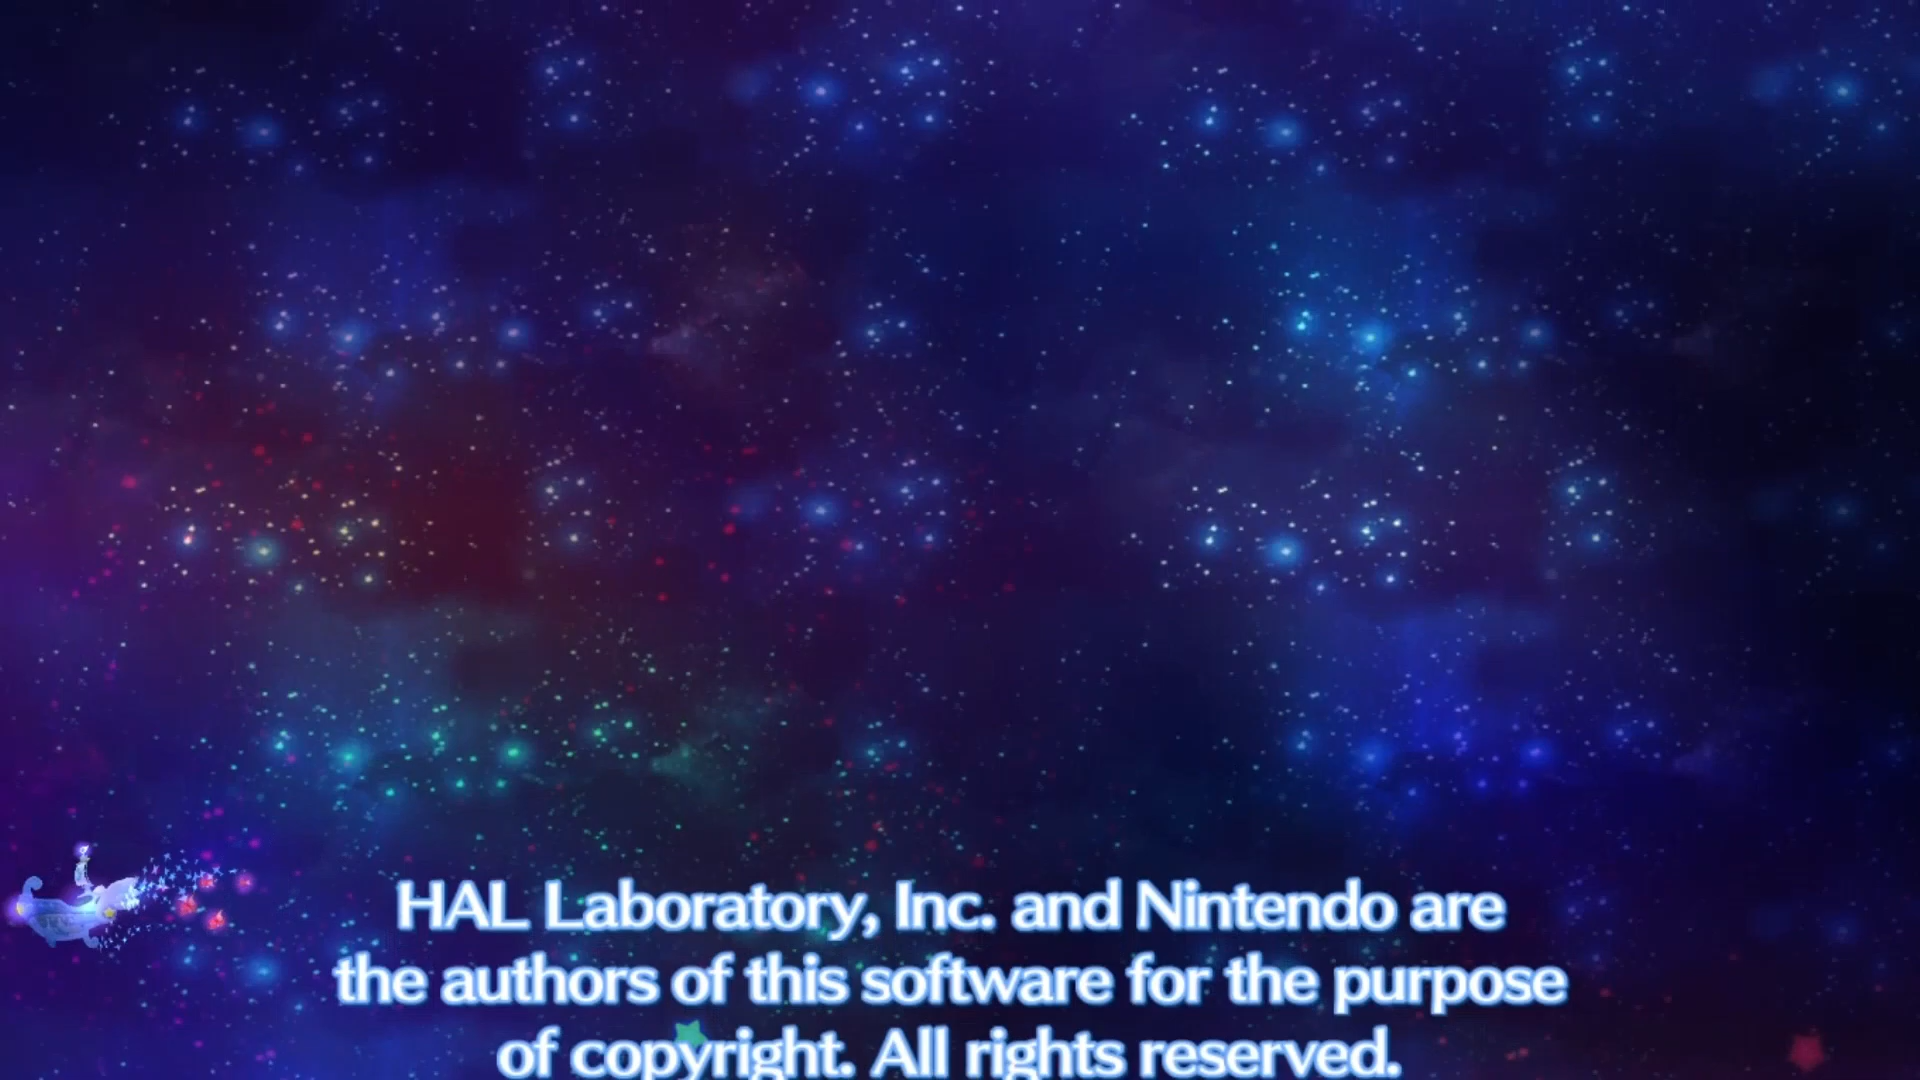 HAL Laboratory, Inc. and Nintendo are
the authors of this software for the purpose
of copyright. All rights reserved.